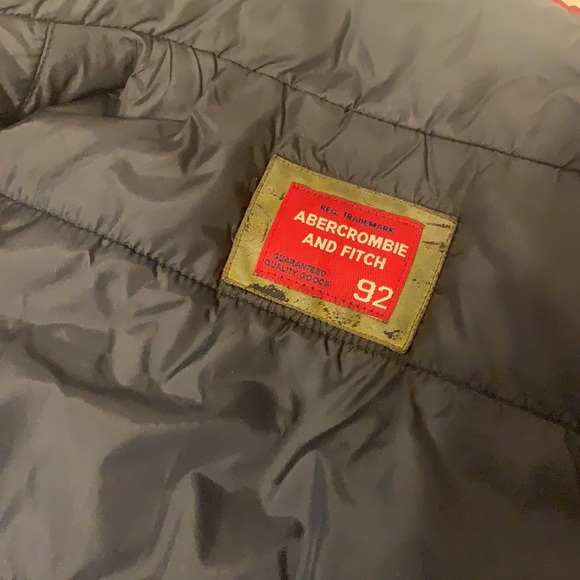 REG. TRADEMARK
ABERCROMBIE
AND FITCH
GUARANTEED
QUALITY GOODS
92